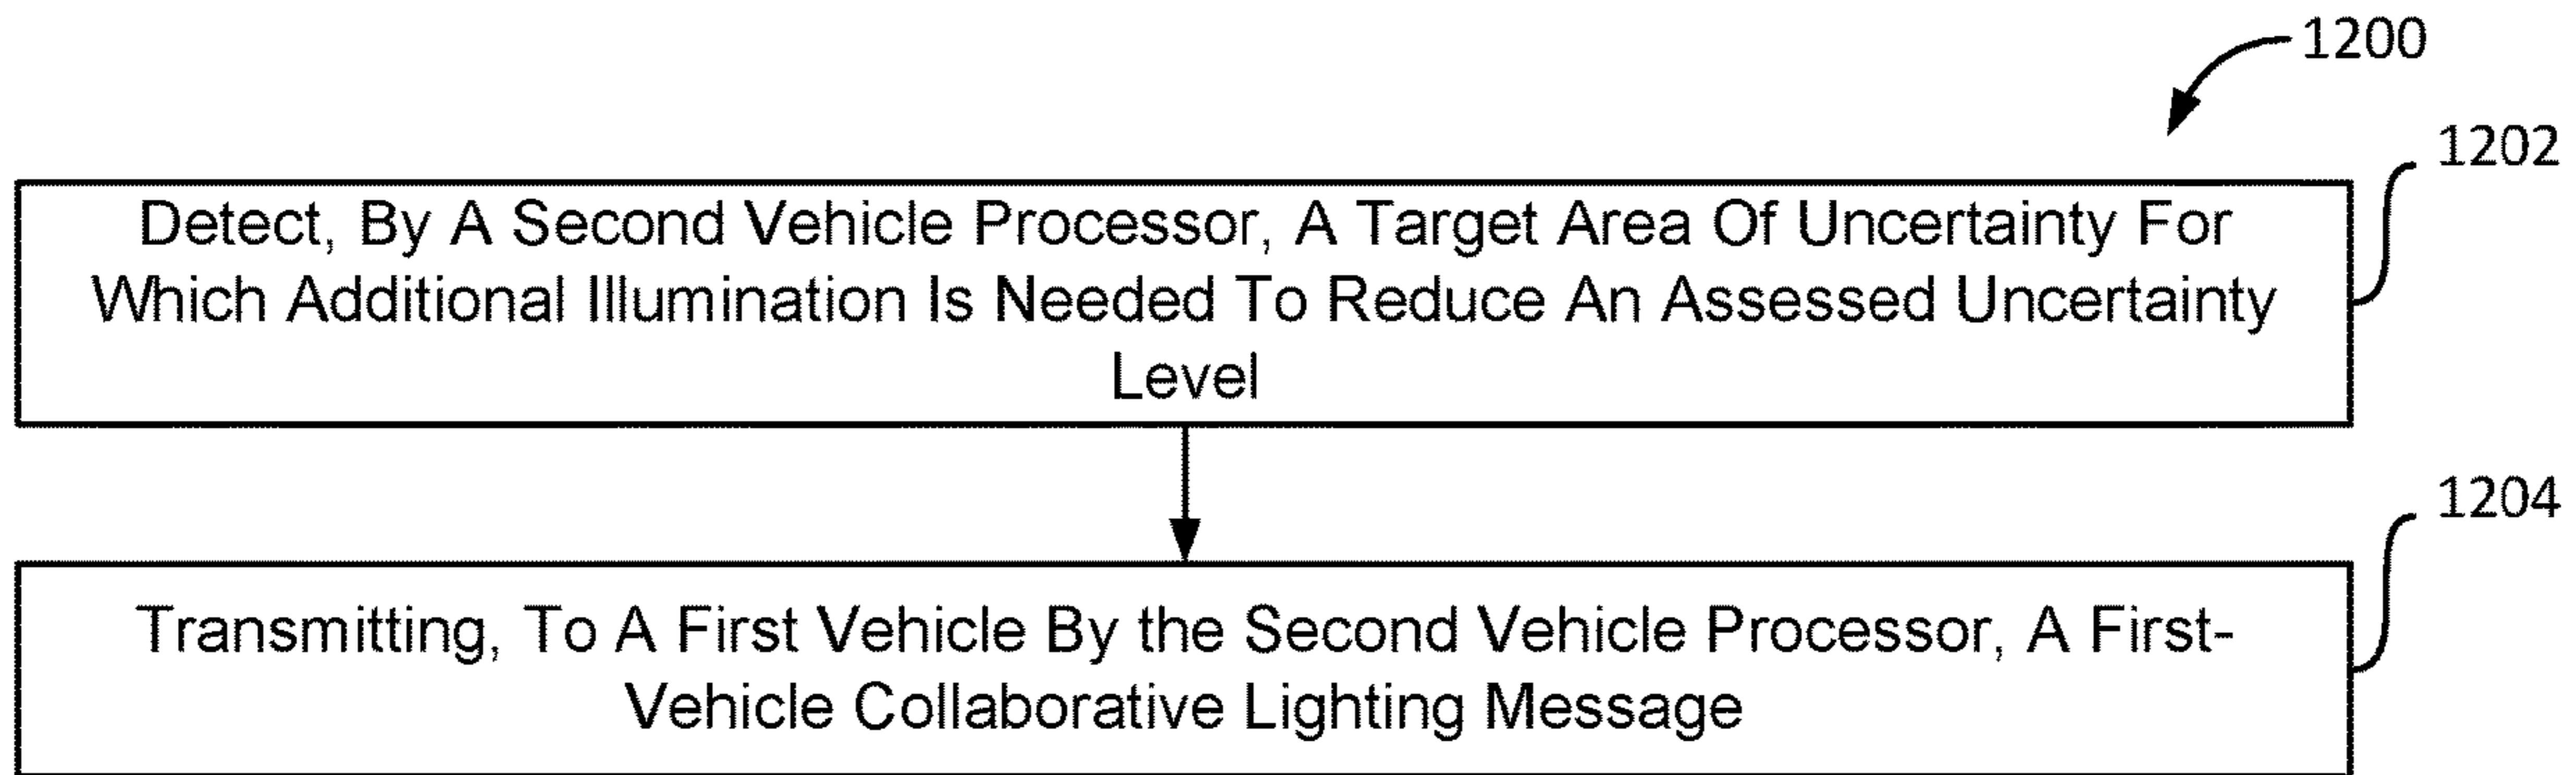 1200
1202
Detect, By A Second Vehicle Processor, A Target Area Of Uncertainty For
Which Additional Illumination Is Needed To Reduce An Assessed Uncertainty
Level
1204
Transmitting, To A First Vehicle By the Second Vehicle Processor, A First-
Vehicle Collaborative Lighting Message